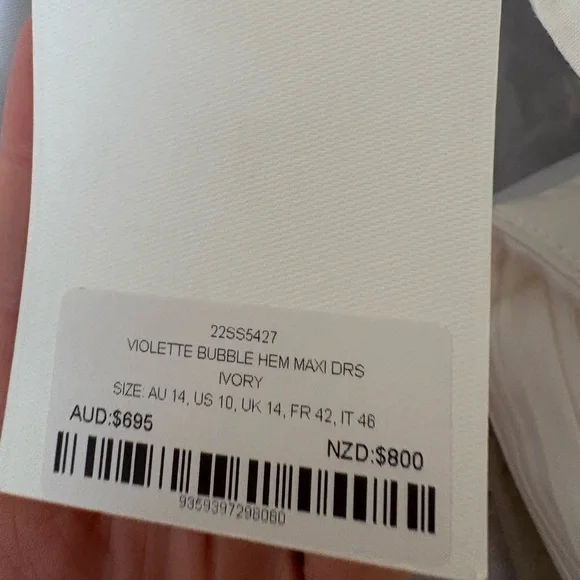 22SS5427
VIOLETTE BUBBLE HEM MAXI DRS
IVORY
SIZE: AU 14, US 10, UK 14, FR 42, IT 46
AUD:$695
NZD:$800
9359397298080